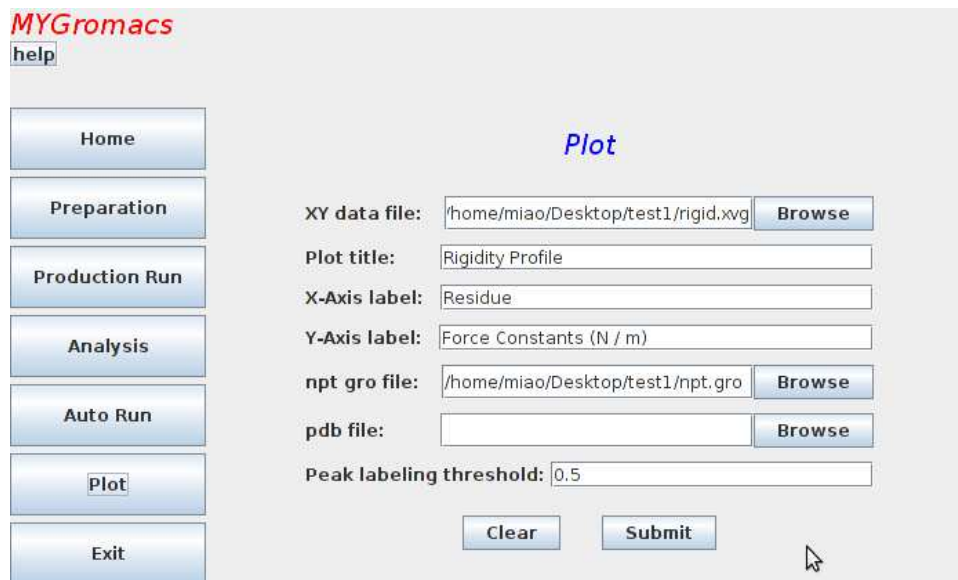 MYGromacs
help
Home
Preparation
Production Run
Analysis
Auto Run
Plot
Exit
Plot
XY data file: /home/miao/Desktop/test1/rigid.xvg Browse
Plot title: Rigidity Profile
X-Axis label: Residue
Y-Axis label: Force Constants (N / m)
npt gro file: /home/miao/Desktop/test1/npt.gro Browse
pdb file: Browse
Peak labeling threshold: 0.5
Clear Submit